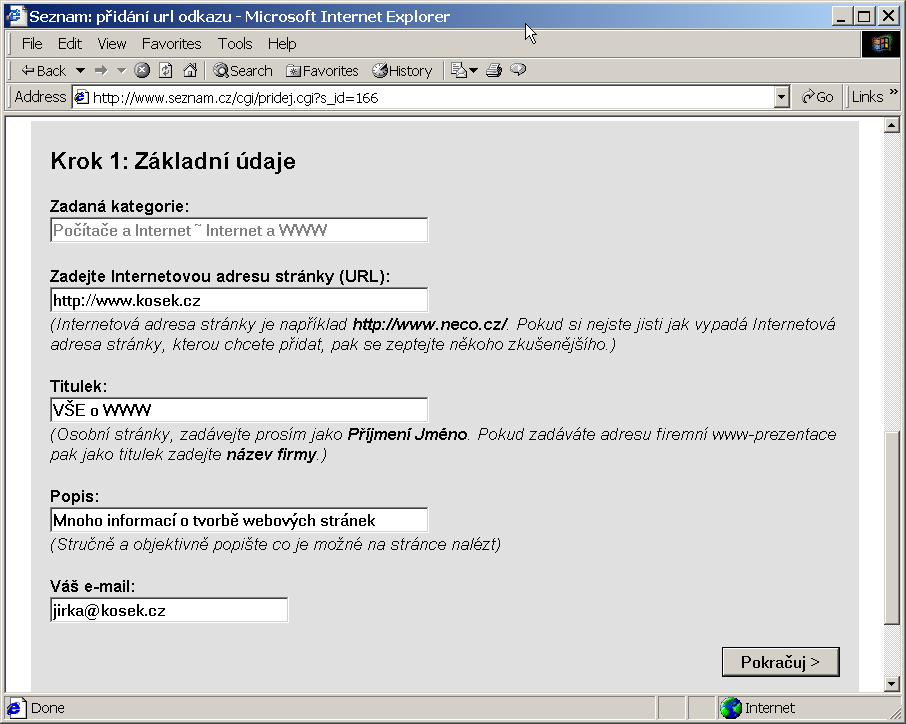 Seznam: přidání url odkazu - Microsoft Internet Explorer
File Edit View Favorites Tools Help
Back Search Favorites History
Address http://www.seznam.cz/cgi/pridej.cgi?s_id=166 Go Links »
Krok 1: Základní údaje
Zadaná kategorie:
Počítače a Internet ~ Internet a WWW
Zadejte Internetovou adresu stránky (URL):
http://www.kosek.cz
(Internetová adresa stránky je například http://www.neco.cz/. Pokud si nejste jisti jak vypadá Internetová
adresa stránky, kterou chcete přidat, pak se zeptejte někoho zkušenějšího.)
Titulek:
VŠE o WWW
(Osobní stránky, zadávejte prosím jako Příjmení Jméno. Pokud zadáváte adresu firemní www-prezentace
pak jako titulek zadejte název firmy.)
Popis:
Mnoho informací o tvorbě webových stránek
(Stručně a objektivně popište co je možné na stránce nalézt)
Váš e-mail:
jirka@kosek.cz
Pokračuj >
Done Internet